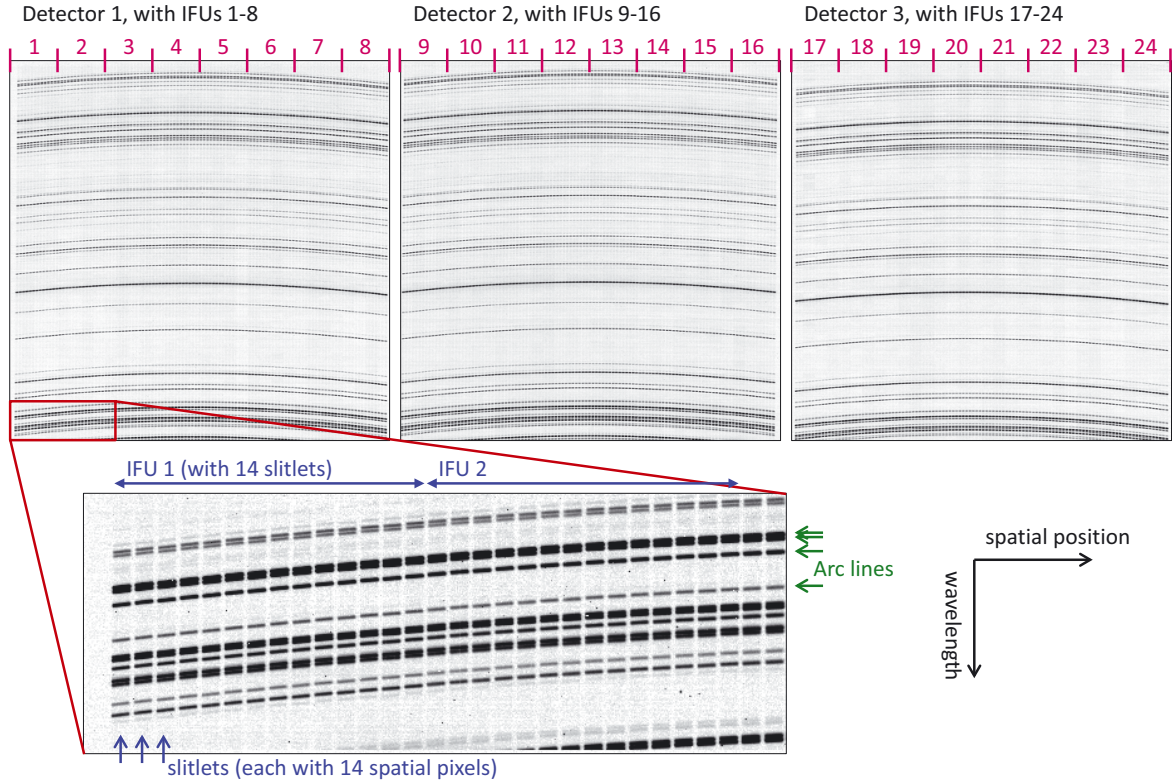 Detector 1, with IFUs 1-8
Detector 2, with IFUs 9-16
Detector 3, with IFUs 17-24
1 2 3 4 5 6 7 8
9 10 11 12 13 14 15 16
17 18 19 20 21 22 23 24
IFU 1 (with 14 slitlets)
IFU 2
Arc lines
spatial position
wavelength
slitlets (each with 14 spatial pixels)